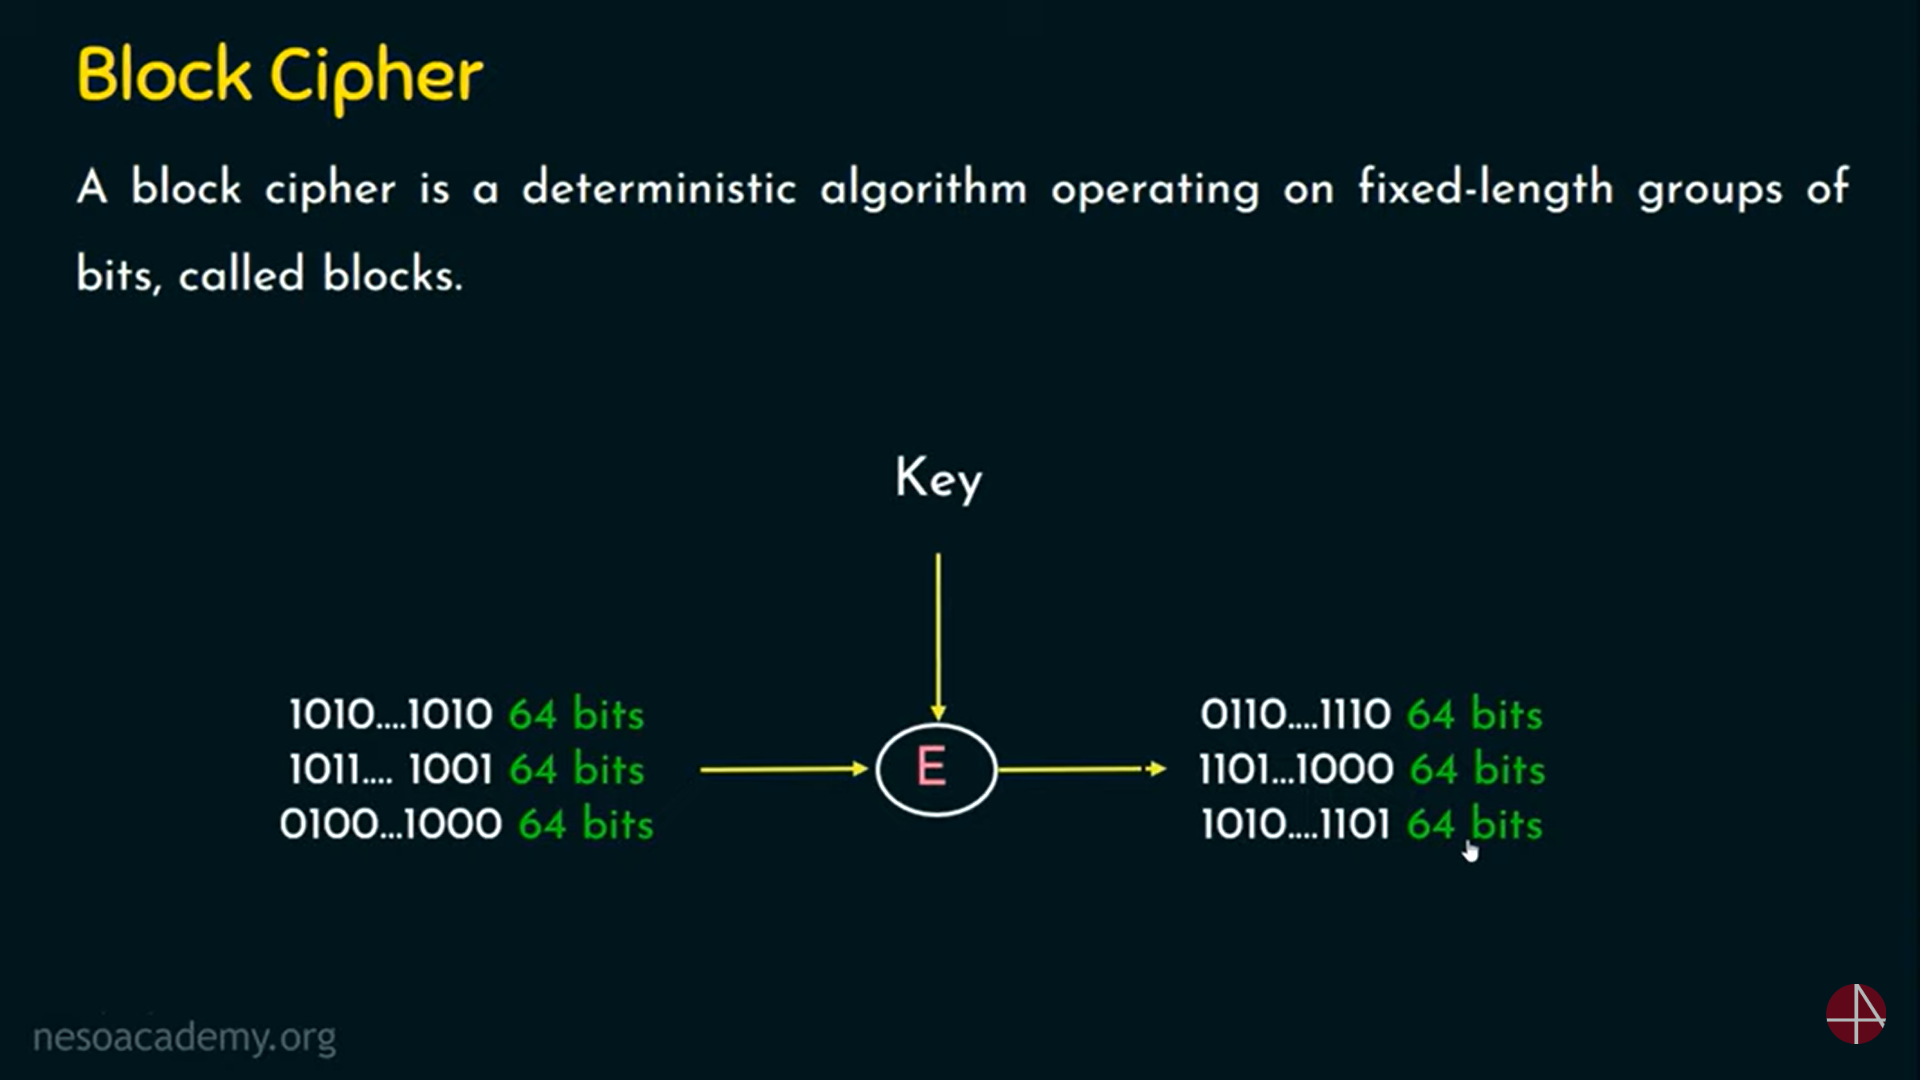 Block Cipher
A block cipher is a deterministic algorithm operating on fixed-length groups of
bits, called blocks.
Key
1010....1010 64 bits
1011.... 1001 64 bits
0100...1000 64 bits
E
0110....1110 64 bits
1101...1000 64 bits
1010....1101 64 bits
nesoacademy.org